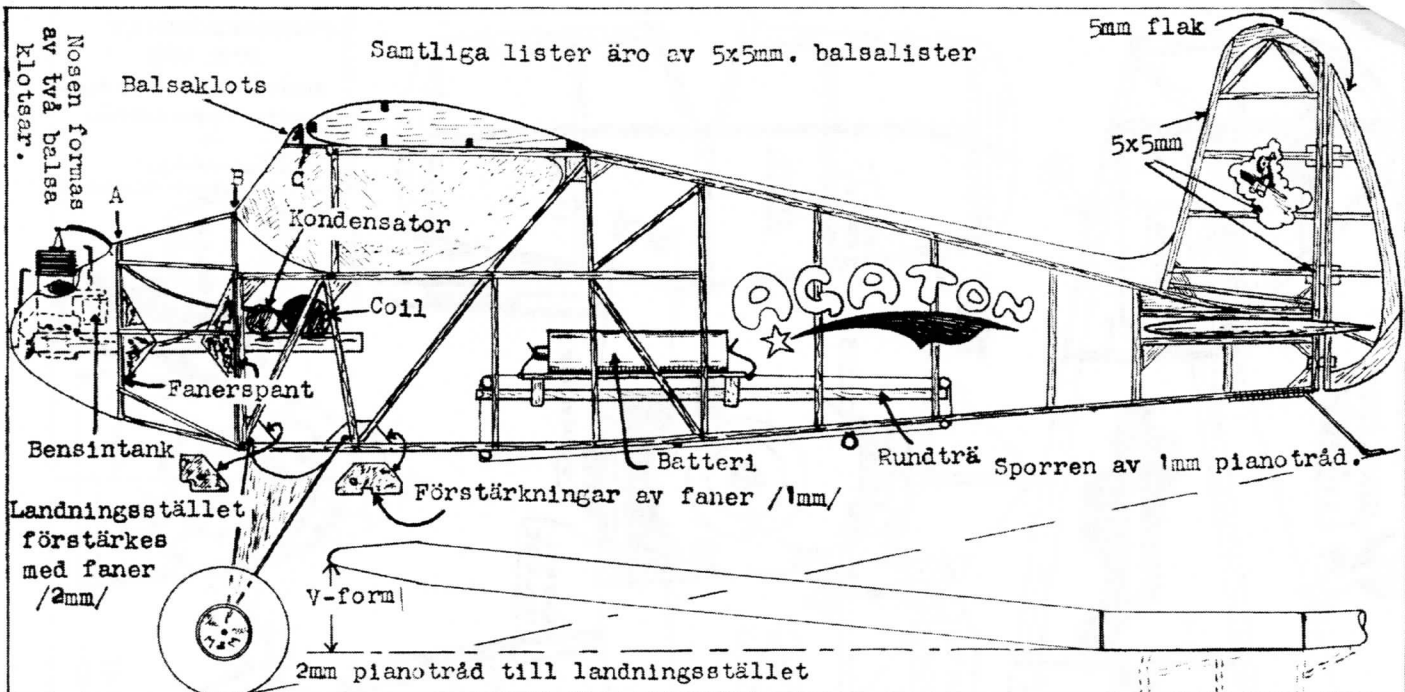 Nosen formas
av två balsa
klotsar.
Samtliga lister äro av 5x5mm. balsalister
5mm flak
Balsaklots
5x5mm
A
B
C
Kondensator
AGATON
Coil
Fanerspant
Bensintank
Batteri
Rundträ
Sporren av 1mm pianotråd.
Förstärkningar av faner /1mm/
Landningsstället
förstärkes
med faner
/2mm/
V-form
2mm pianotråd till landningsstället